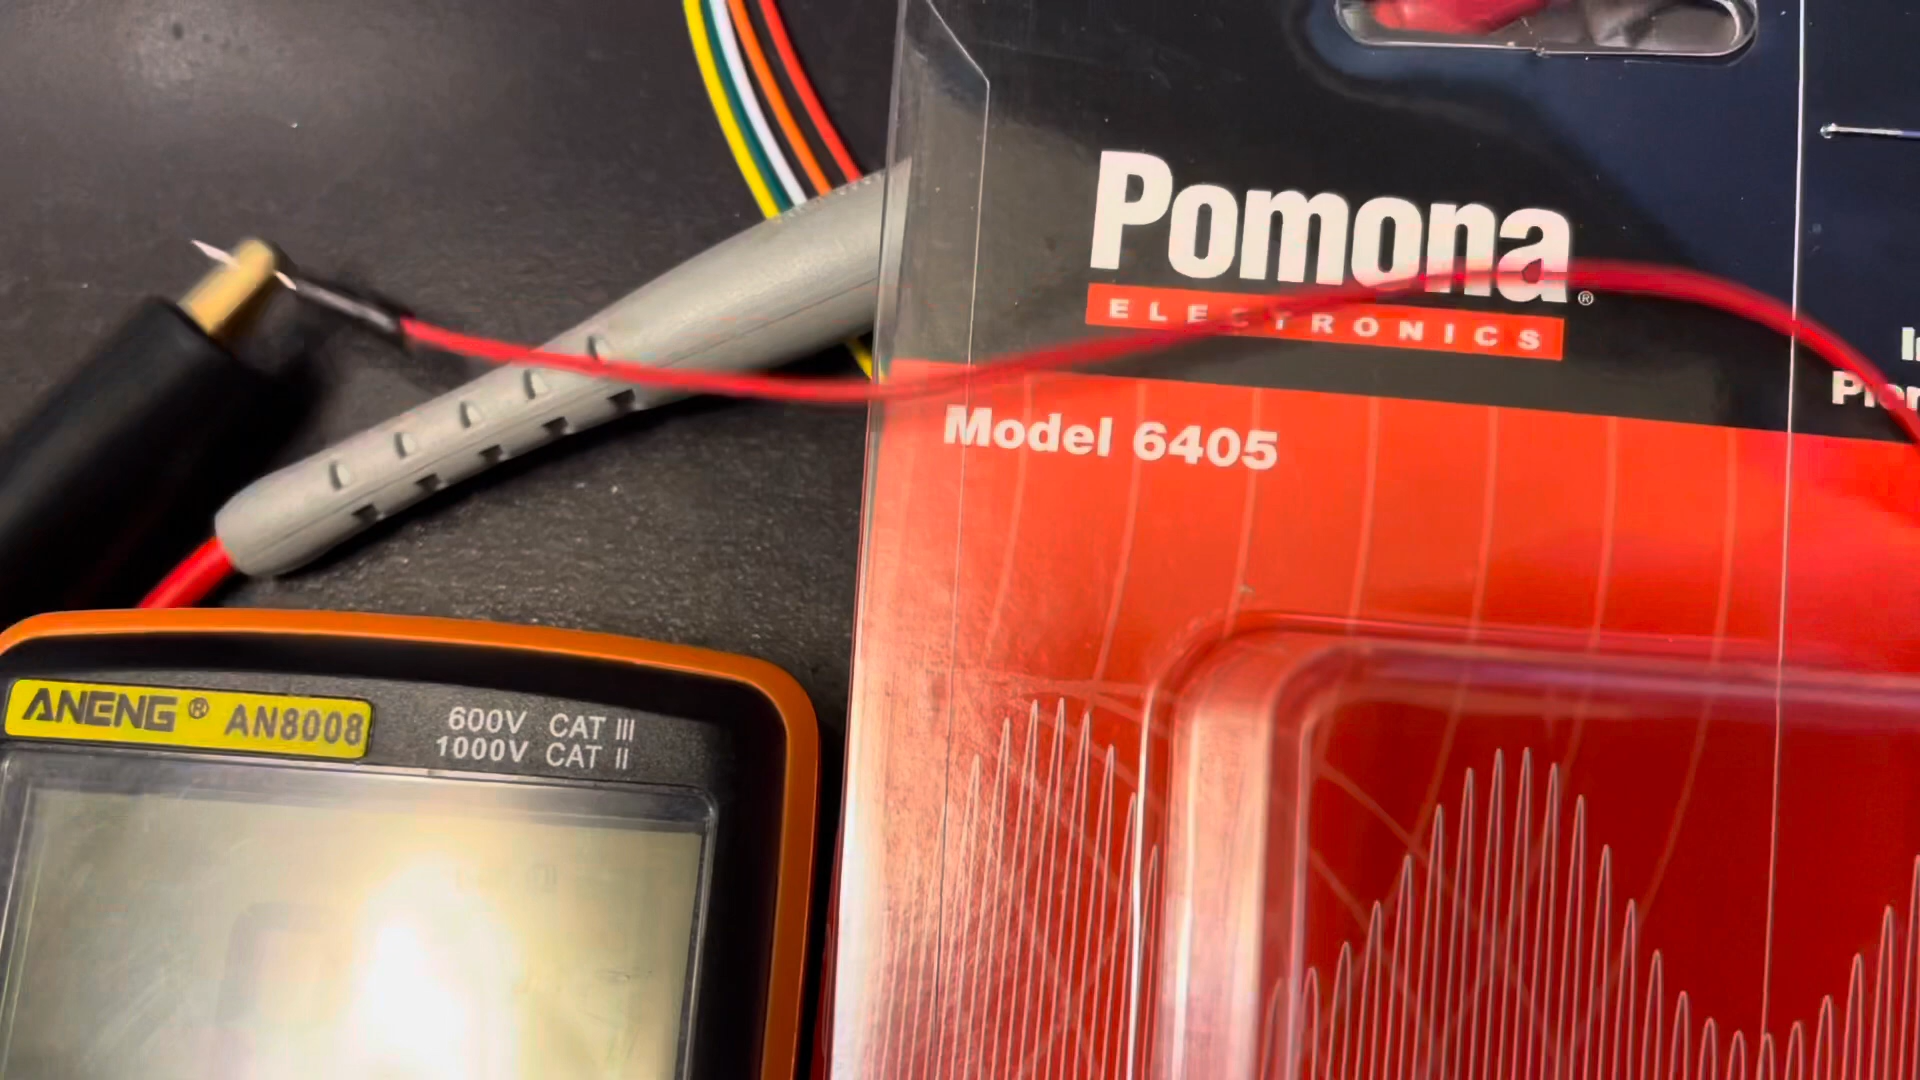 Pomona®
ELECTRONICS
Model 6405
ANENG® AN8008
600V CAT III
1000V CAT II